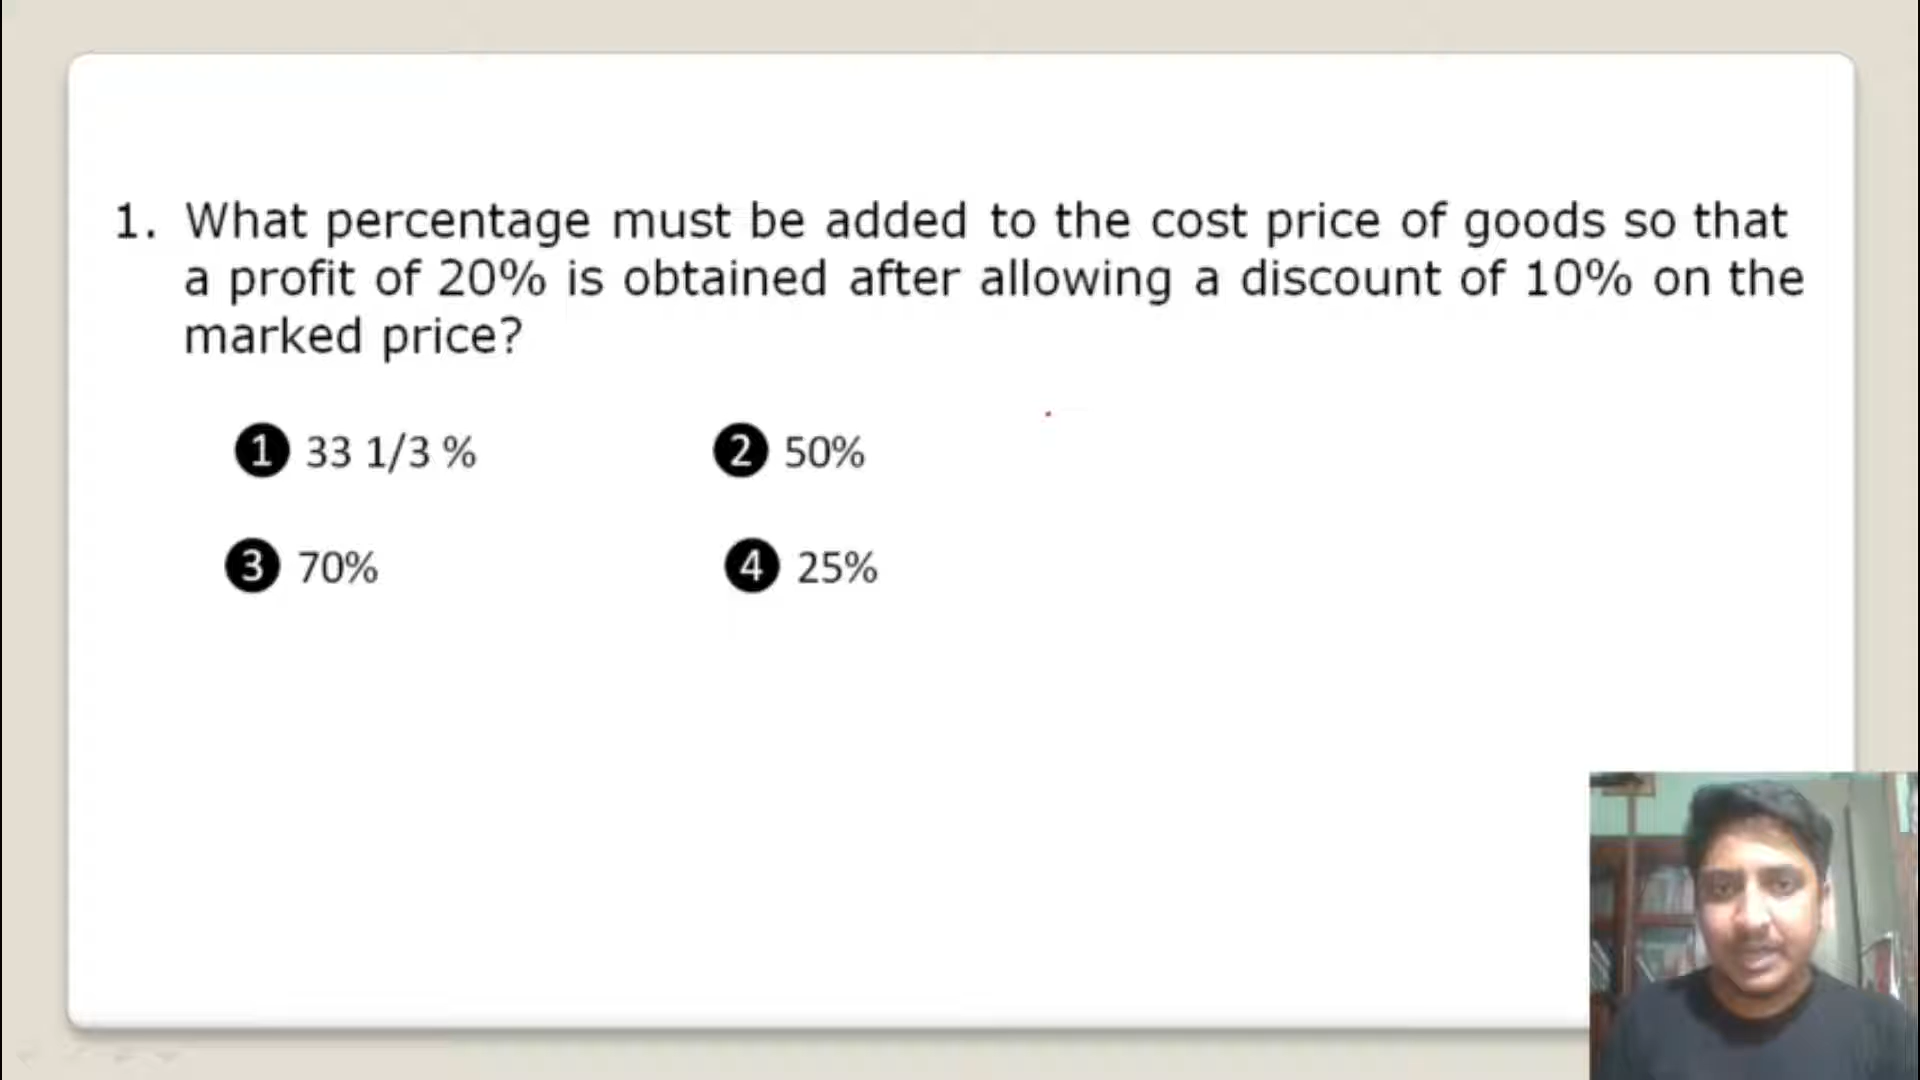 1. What percentage must be added to the cost price of goods so that
a profit of 20% is obtained after allowing a discount of 10% on the
marked price?
1 33 1/3 %
2 50%
3 70%
4 25%